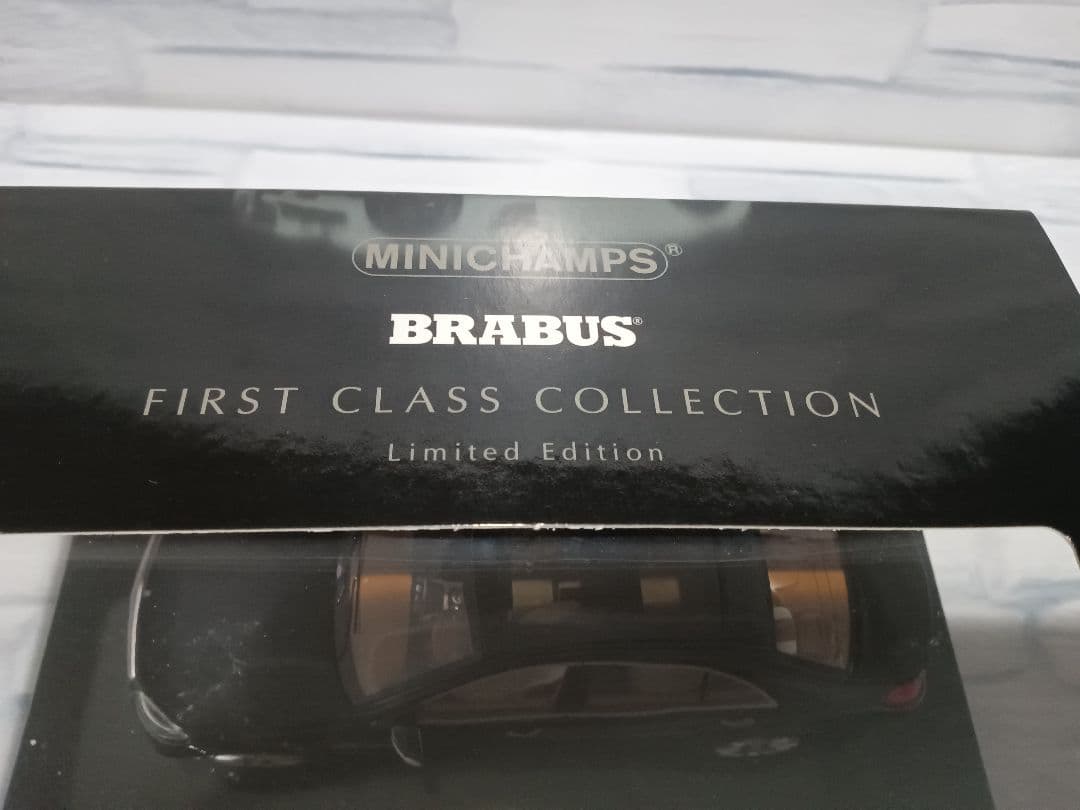 MINICHAMPS®
BRABUS®
FIRST CLASS COLLECTION
Limited Edition